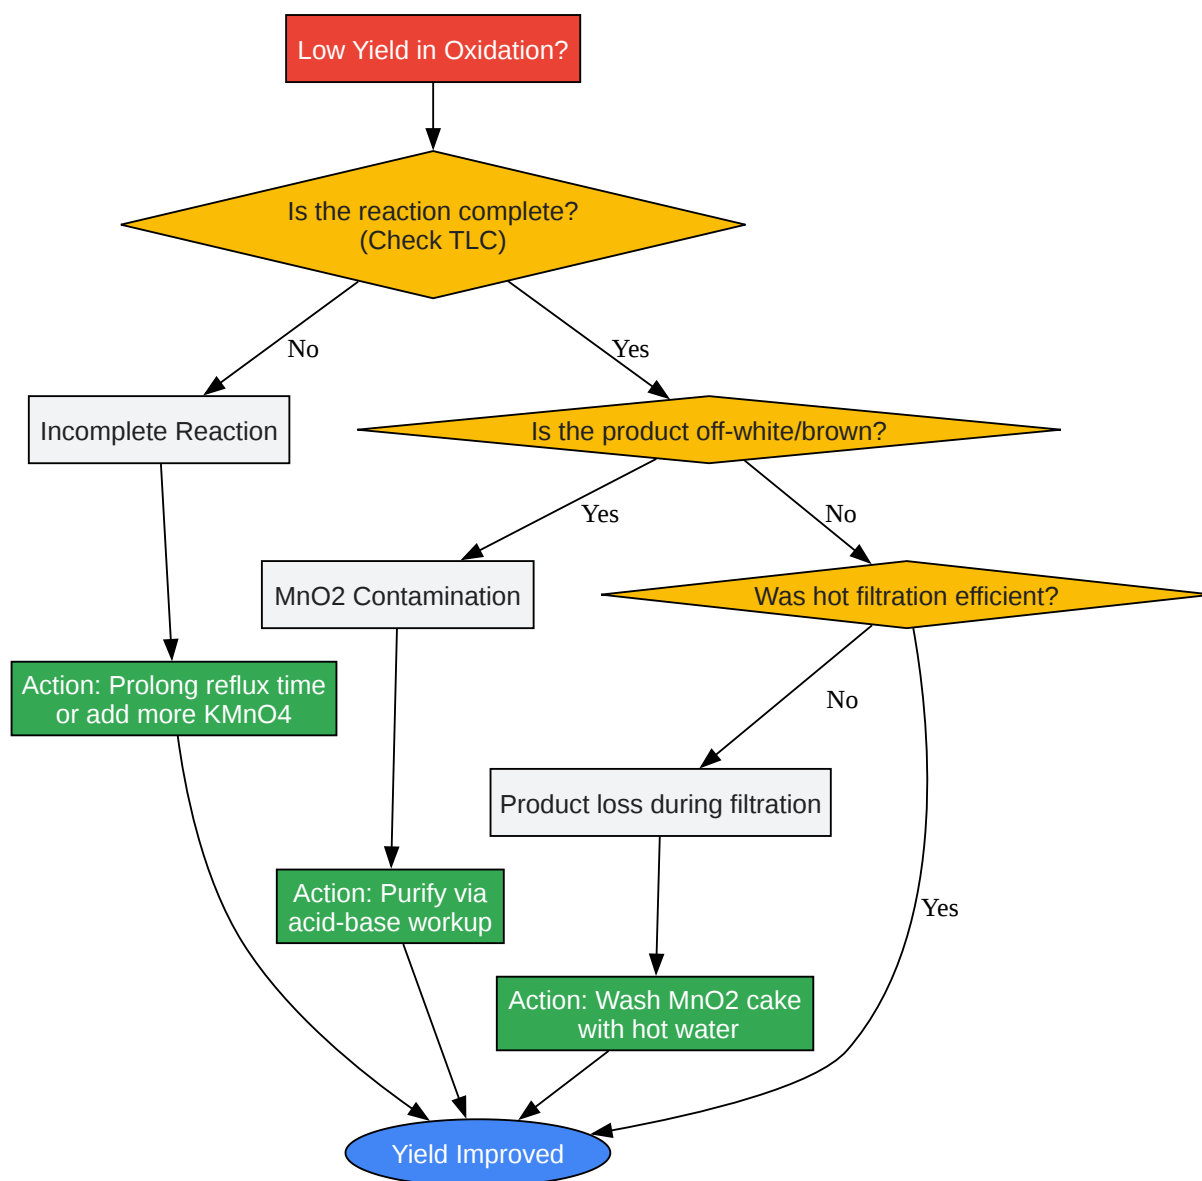 Low Yield in Oxidation?
Is the reaction complete?
(Check TLC)
No
Yes
Incomplete Reaction
Is the product off-white/brown?
Yes
No
MnO2 Contamination
Was hot filtration efficient?
Action: Prolong reflux time
or add more KMnO4
No
Product loss during filtration
Action: Purify via
acid-base workup
Yes
Action: Wash MnO2 cake
with hot water
Yield Improved